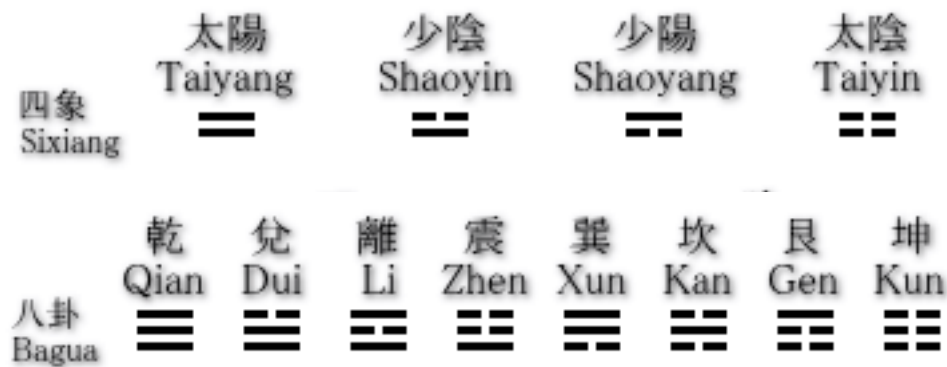 太陽 少陰 少陽 太陰
Taiyang Shaoyin Shaoyang Taiyin
四象
Sixiang
乾 兌 離 震 巽 坎 艮 坤
Qian Dui Li Zhen Xun Kan Gen Kun
八卦
Bagua